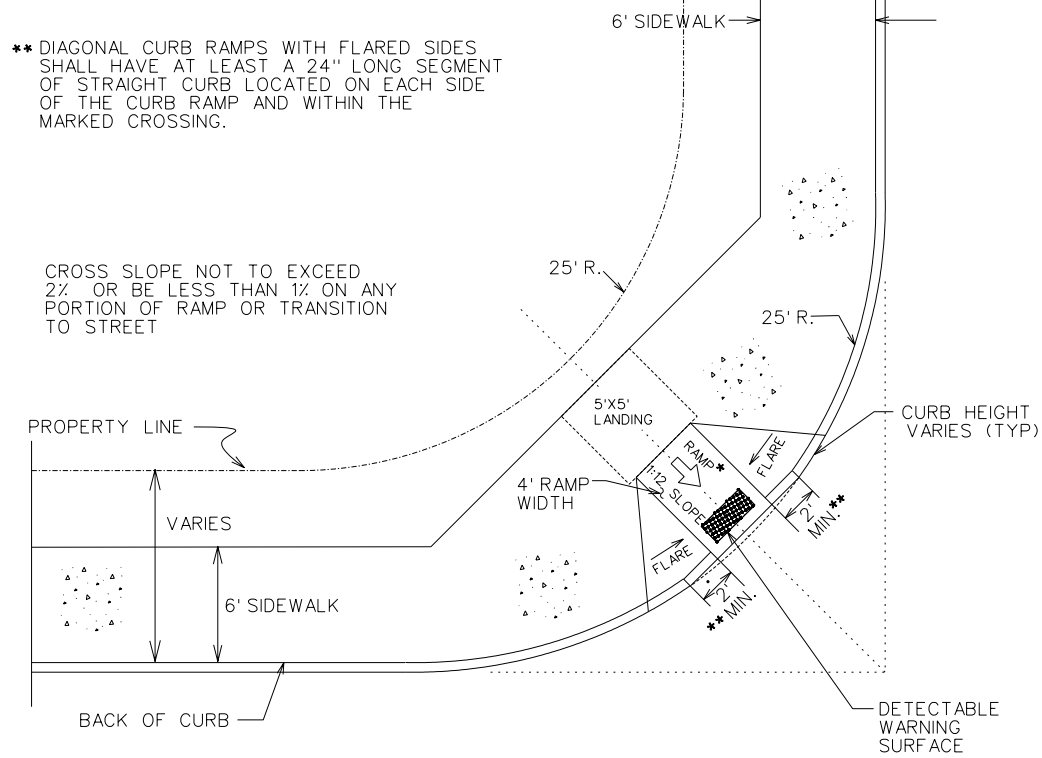 6' SIDEWALK
** DIAGONAL CURB RAMPS WITH FLARED SIDES
SHALL HAVE AT LEAST A 24" LONG SEGMENT
OF STRAIGHT CURB LOCATED ON EACH SIDE
OF THE CURB RAMP AND WITHIN THE
MARKED CROSSING.
CROSS SLOPE NOT TO EXCEED
2% OR BE LESS THAN 1% ON ANY
PORTION OF RAMP OR TRANSITION
TO STREET
25' R.
25' R.
5'X5'
LANDING
CURB HEIGHT
VARIES (TYP)
PROPERTY LINE
RAMP*
1:12 SLOPE
FLARE
4' RAMP
WIDTH
2'
MIN.**
VARIES
FLARE
2'
**MIN.
6' SIDEWALK
BACK OF CURB
DETECTABLE
WARNING
SURFACE